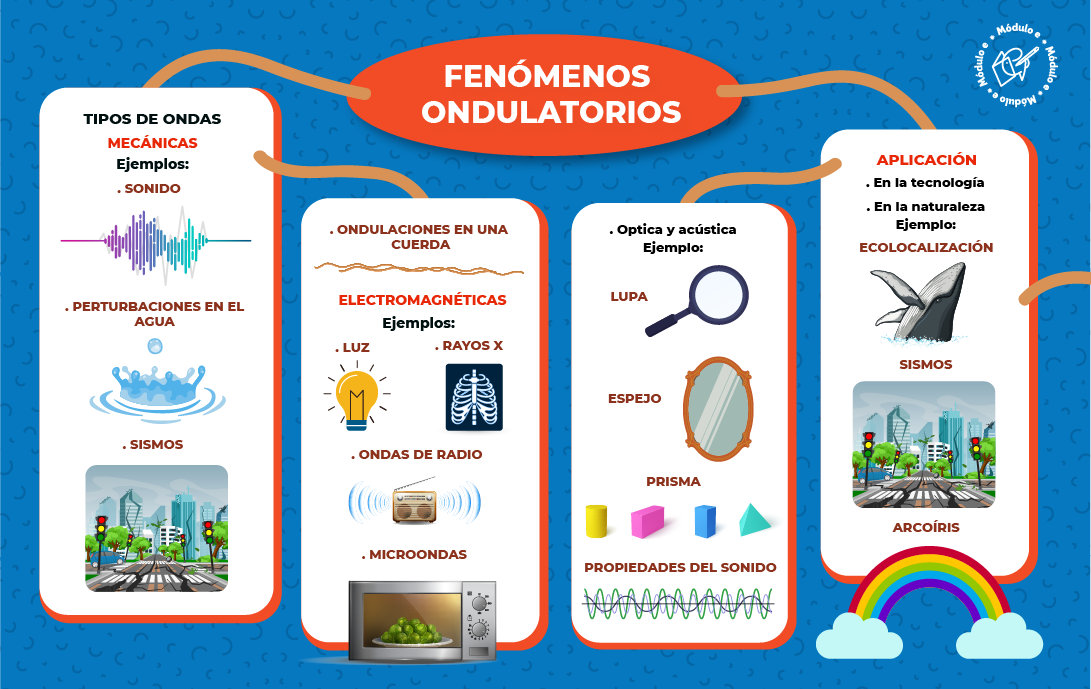 FENÓMENOS
ONDULATORIOS
Módulo e • Módulo e • Módulo e • Módulo e •
TIPOS DE ONDAS
MECÁNICAS
Ejemplos:
. SONIDO
. PERTURBACIONES EN EL
AGUA
. SISMOS
. ONDULACIONES EN UNA
CUERDA
ELECTROMAGNÉTICAS
Ejemplos:
. LUZ
. RAYOS X
. ONDAS DE RADIO
. MICROONDAS
. Optica y acústica
Ejemplo:
LUPA
ESPEJO
PRISMA
PROPIEDADES DEL SONIDO
APLICACIÓN
. En la tecnología
. En la naturaleza
Ejemplo:
ECOLOCALIZACIÓN
SISMOS
ARCOÍRIS